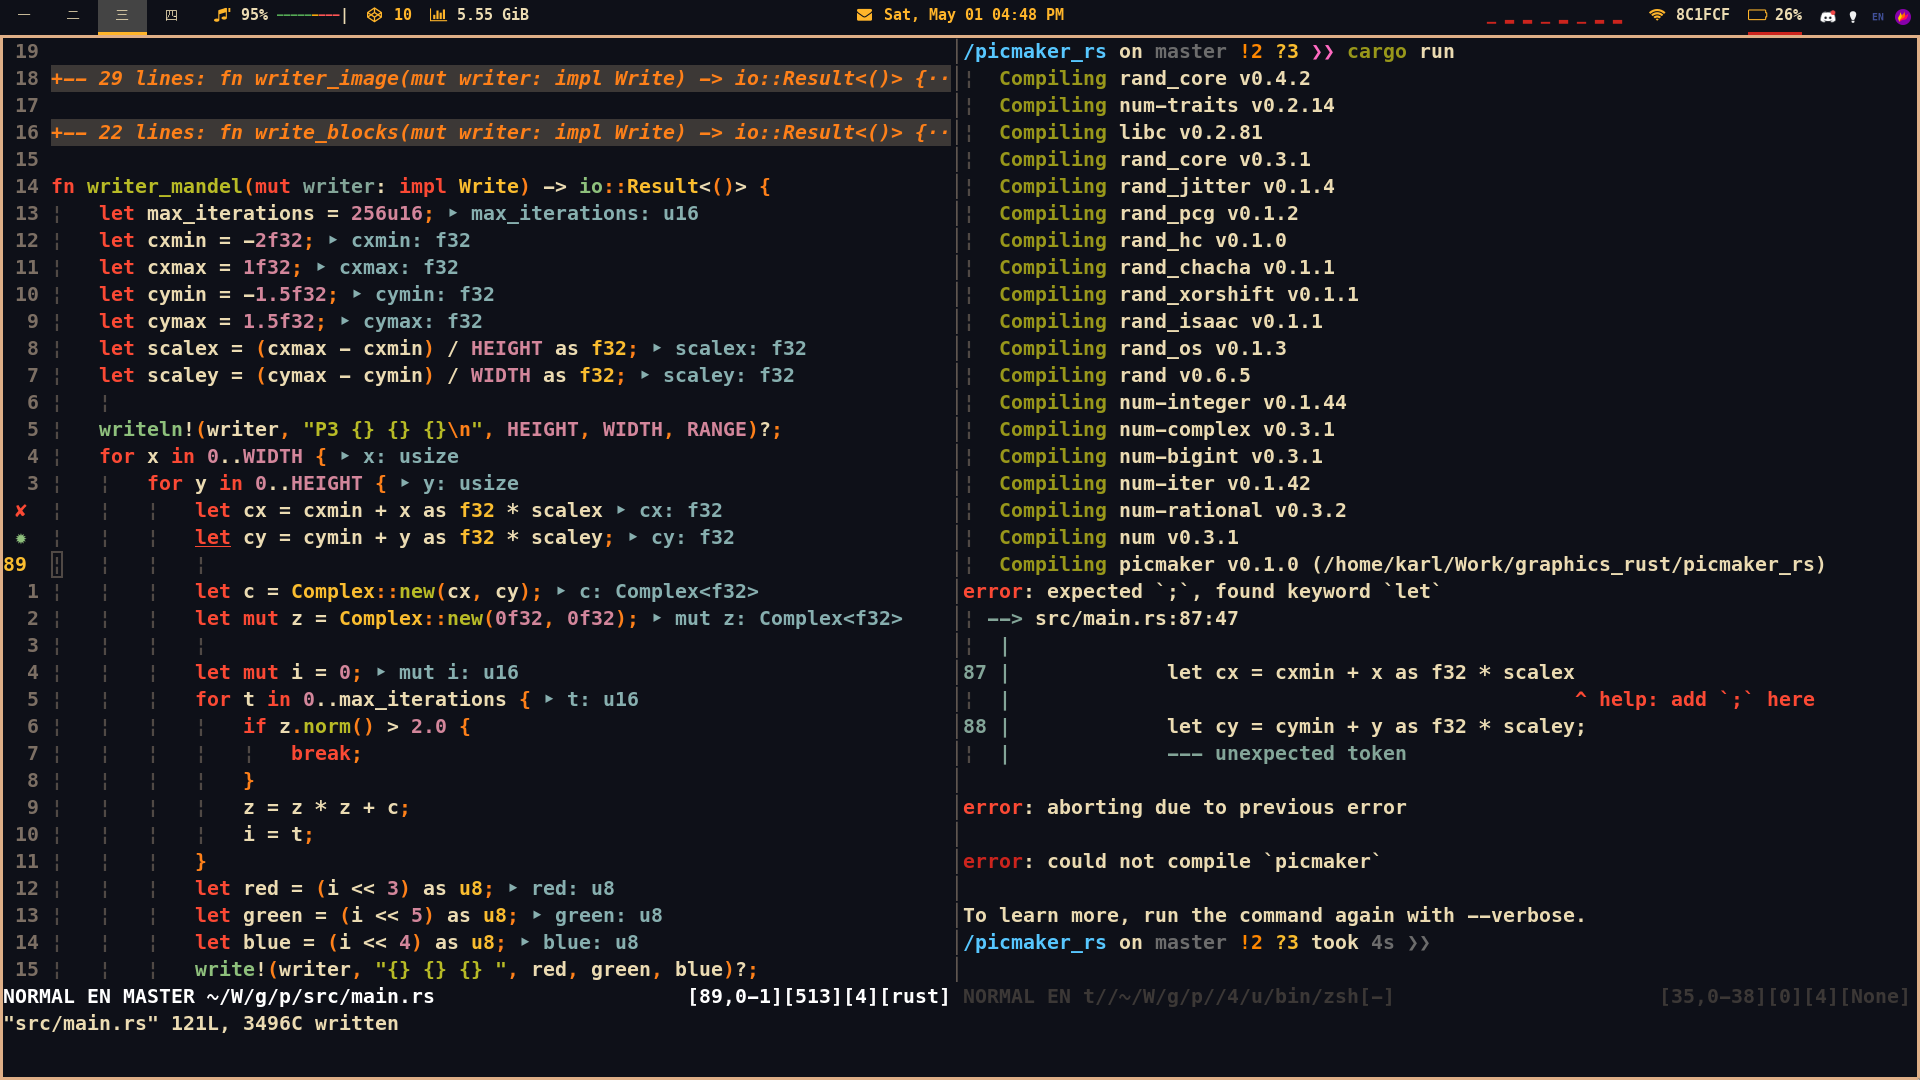 一 二 三 四 95% 10 5.55 GiB Sat, May 01 04:48 PM 8C1FCF 26% EN
19
18 +−− 29 lines: fn writer_image(mut writer: impl Write) −> io::Result<()> {··
17
16 +−− 22 lines: fn write_blocks(mut writer: impl Write) −> io::Result<()> {··
15
14 fn writer_mandel(mut writer: impl Write) −> io::Result<()> {
13 ¦   let max_iterations = 256u16; ‣ max_iterations: u16
12 ¦   let cxmin = −2f32; ‣ cxmin: f32
11 ¦   let cxmax = 1f32; ‣ cxmax: f32
10 ¦   let cymin = −1.5f32; ‣ cymin: f32
9 ¦   let cymax = 1.5f32; ‣ cymax: f32
8 ¦   let scalex = (cxmax − cxmin) / HEIGHT as f32; ‣ scalex: f32
7 ¦   let scaley = (cymax − cymin) / WIDTH as f32; ‣ scaley: f32
6 ¦   ¦
5 ¦   writeln!(writer, "P3 {} {} {}\n", HEIGHT, WIDTH, RANGE)?;
4 ¦   for x in 0..WIDTH { ‣ x: usize
3 ¦   ¦   for y in 0..HEIGHT { ‣ y: usize
✘ ¦   ¦   ¦   let cx = cxmin + x as f32 * scalex ‣ cx: f32
✹ ¦   ¦   ¦   let cy = cymin + y as f32 * scaley; ‣ cy: f32
89 ¦   ¦   ¦   ¦
1 ¦   ¦   ¦   let c = Complex::new(cx, cy); ‣ c: Complex<f32>
2 ¦   ¦   ¦   let mut z = Complex::new(0f32, 0f32); ‣ mut z: Complex<f32>
3 ¦   ¦   ¦   ¦
4 ¦   ¦   ¦   let mut i = 0; ‣ mut i: u16
5 ¦   ¦   ¦   for t in 0..max_iterations { ‣ t: u16
6 ¦   ¦   ¦   ¦   if z.norm() > 2.0 {
7 ¦   ¦   ¦   ¦   ¦   break;
8 ¦   ¦   ¦   ¦   }
9 ¦   ¦   ¦   ¦   z = z * z + c;
10 ¦   ¦   ¦   ¦   i = t;
11 ¦   ¦   ¦   }
12 ¦   ¦   ¦   let red = (i << 3) as u8; ‣ red: u8
13 ¦   ¦   ¦   let green = (i << 5) as u8; ‣ green: u8
14 ¦   ¦   ¦   let blue = (i << 4) as u8; ‣ blue: u8
15 ¦   ¦   ¦   write!(writer, "{} {} {} ", red, green, blue)?;
NORMAL EN MASTER ~/W/g/p/src/main.rs [89,0−1][513][4][rust]
"src/main.rs" 121L, 3496C written
/picmaker_rs on master !2 ?3 ❯❯ cargo run
¦  Compiling rand_core v0.4.2
¦  Compiling num−traits v0.2.14
¦  Compiling libc v0.2.81
¦  Compiling rand_core v0.3.1
¦  Compiling rand_jitter v0.1.4
¦  Compiling rand_pcg v0.1.2
¦  Compiling rand_hc v0.1.0
¦  Compiling rand_chacha v0.1.1
¦  Compiling rand_xorshift v0.1.1
¦  Compiling rand_isaac v0.1.1
¦  Compiling rand_os v0.1.3
¦  Compiling rand v0.6.5
¦  Compiling num−integer v0.1.44
¦  Compiling num−complex v0.3.1
¦  Compiling num−bigint v0.3.1
¦  Compiling num−iter v0.1.42
¦  Compiling num−rational v0.3.2
¦  Compiling num v0.3.1
¦  Compiling picmaker v0.1.0 (/home/karl/Work/graphics_rust/picmaker_rs)
error: expected `;`, found keyword `let`
¦ −−> src/main.rs:87:47
¦  |
87 |             let cx = cxmin + x as f32 * scalex
¦  |                                               ^ help: add `;` here
88 |             let cy = cymin + y as f32 * scaley;
¦  |             −−− unexpected token
error: aborting due to previous error
error: could not compile `picmaker`
To learn more, run the command again with −−verbose.
/picmaker_rs on master !2 ?3 took 4s ❯❯
NORMAL EN t//~/W/g/p//4/u/bin/zsh[−] [35,0−38][0][4][None]